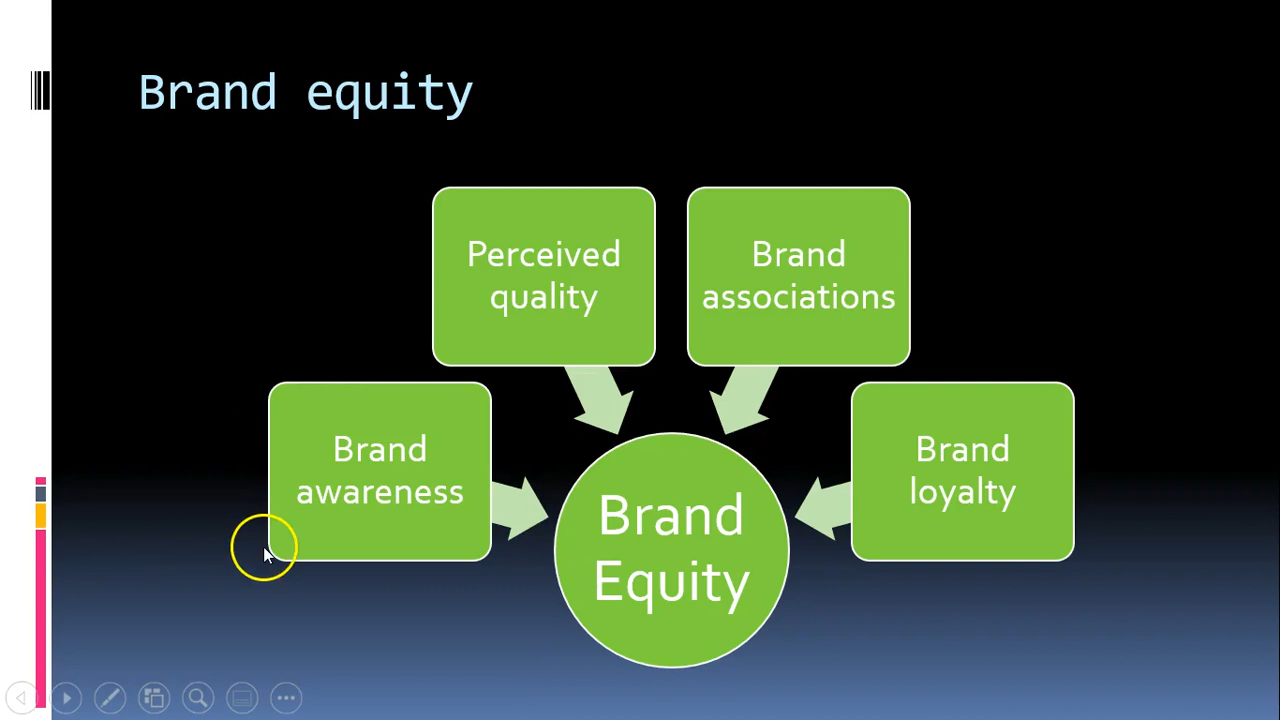 Brand equity
Perceived
quality
Brand
associations
Brand
awareness
Brand
loyalty
Brand
Equity